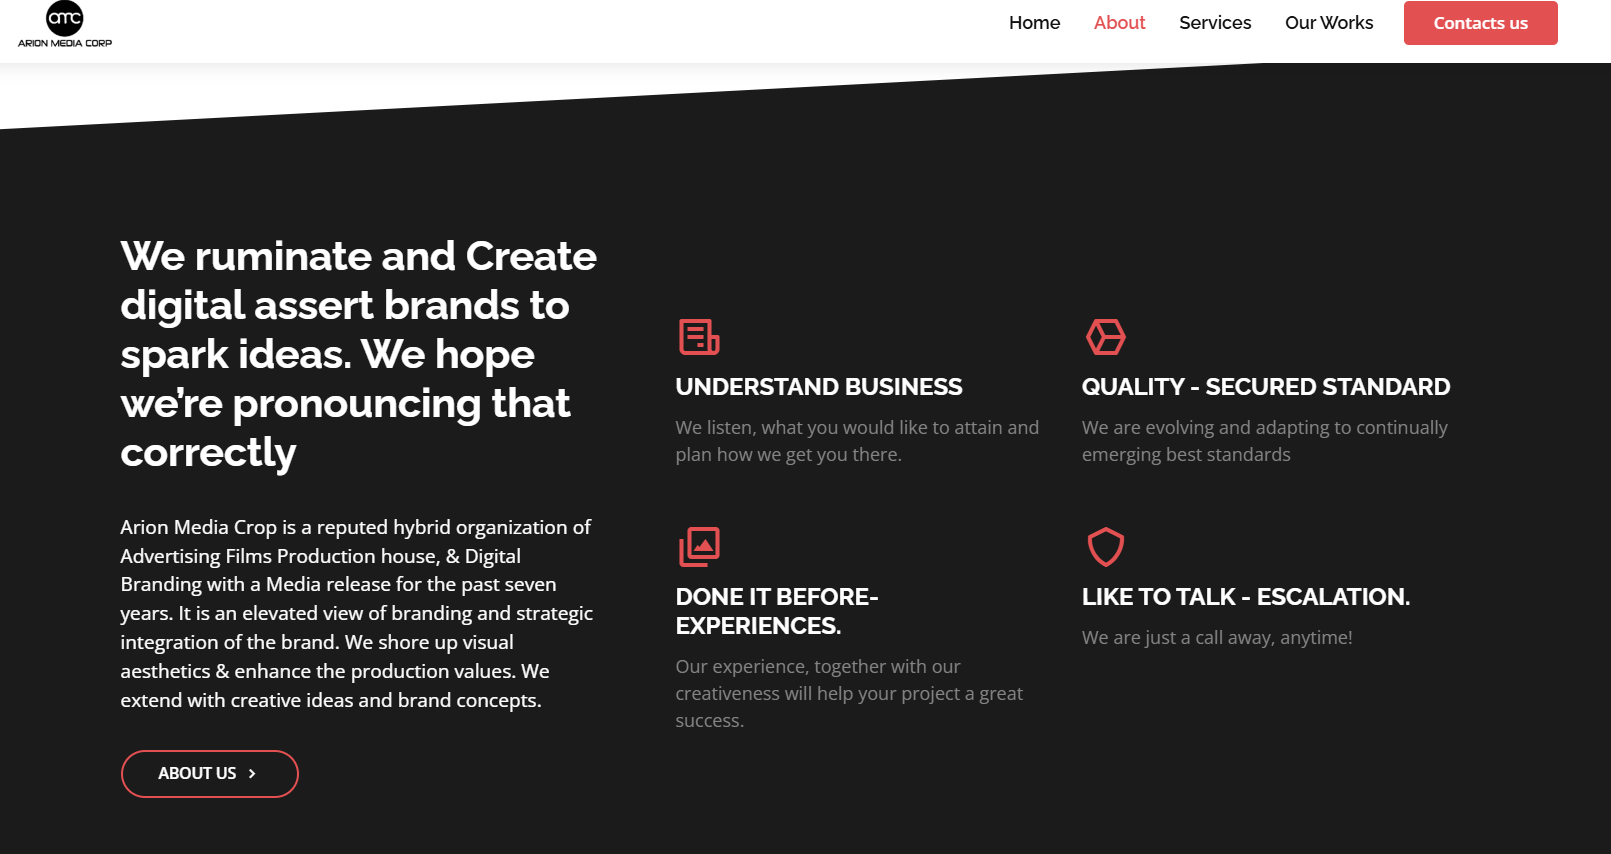 amc
ARION MEDIA CORP
Home
About
Services
Our Works
Contacts us
We ruminate and Create
digital assert brands to
spark ideas. We hope
we’re pronouncing that
correctly
Arion Media Crop is a reputed hybrid organization of
Advertising Films Production house, & Digital
Branding with a Media release for the past seven
years. It is an elevated view of branding and strategic
integration of the brand. We shore up visual
aesthetics & enhance the production values. We
extend with creative ideas and brand concepts.
ABOUT US
UNDERSTAND BUSINESS
We listen, what you would like to attain and
plan how we get you there.
QUALITY - SECURED STANDARD
We are evolving and adapting to continually
emerging best standards
DONE IT BEFORE-
EXPERIENCES.
Our experience, together with our
creativeness will help your project a great
success.
LIKE TO TALK - ESCALATION.
We are just a call away, anytime!